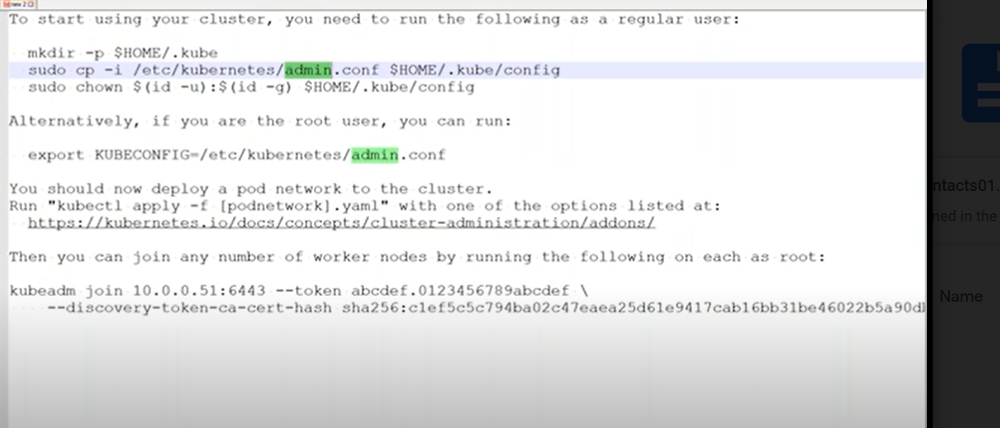 new 2
To start using your cluster, you need to run the following as a regular user:
mkdir -p $HOME/.kube
sudo cp -i /etc/kubernetes/admin.conf $HOME/.kube/config
sudo chown $(id -u):$(id -g) $HOME/.kube/config
Alternatively, if you are the root user, you can run:
export KUBECONFIG=/etc/kubernetes/admin.conf
You should now deploy a pod network to the cluster.
Run "kubectl apply -f [podnetwork].yaml" with one of the options listed at:
https://kubernetes.io/docs/concepts/cluster-administration/addons/
Then you can join any number of worker nodes by running the following on each as root:
kubeadm join 10.0.0.51:6443 --token abcdef.0123456789abcdef \
--discovery-token-ca-cert-hash sha256:c1ef5c5c794ba02c47eaea25d61e9417cab16bb31be46022b5a90d
ntacts01.
ned in the
Name